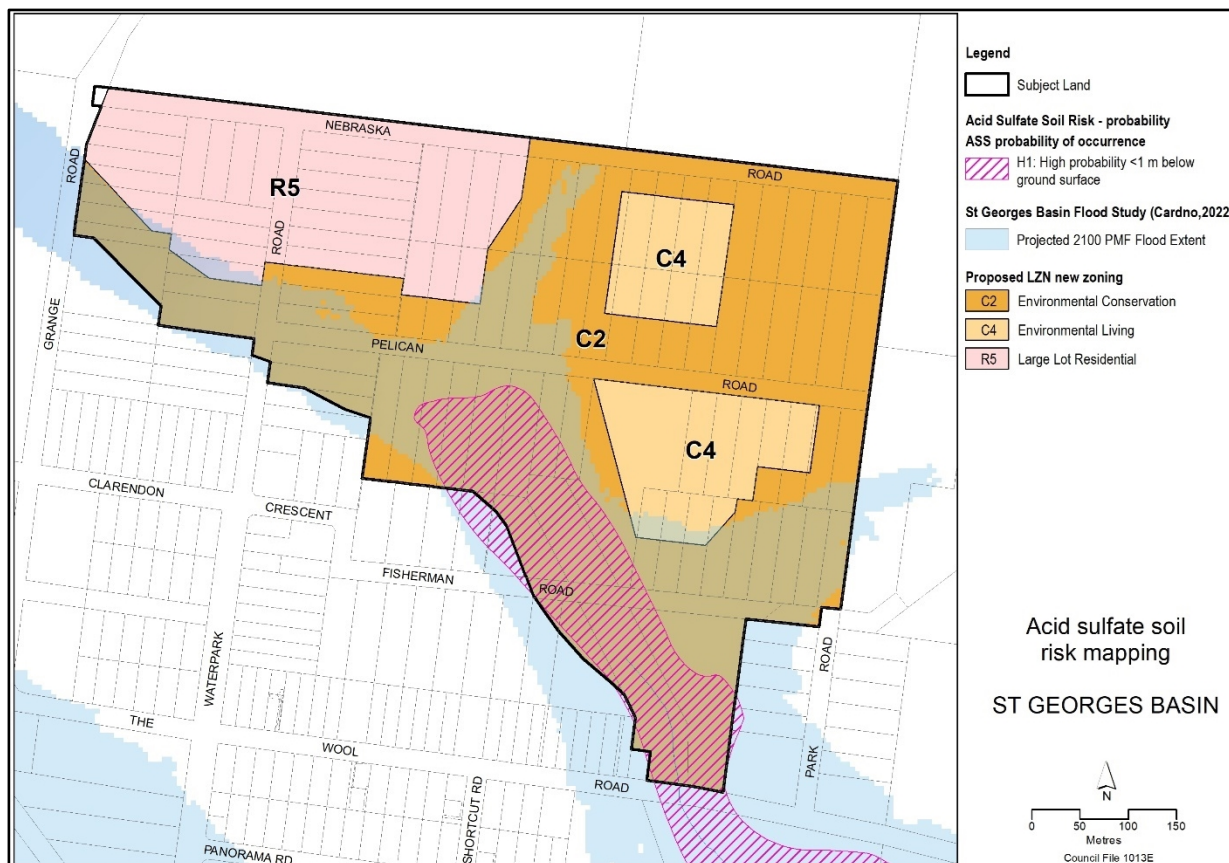 NEBRASKA
ROAD
ROAD
R5
ROAD
C4
C2
PELICAN
ROAD
GRANGE
C4
CLARENDON
CRESCENT
FISHERMAN
ROAD
WATERPARK
ROAD
THE
WOOL
ROAD
PARK
SHORTCUT RD
PANORAMA RD
Legend
Subject Land
Acid Sulfate Soil Risk - probability
ASS probability of occurrence
H1: High probability <1 m below
ground surface
St Georges Basin Flood Study (Cardno,2022
Projected 2100 PMF Flood Extent
Proposed LZN new zoning
C2 Environmental Conservation
C4 Environmental Living
R5 Large Lot Residential
Acid sulfate soil
risk mapping
ST GEORGES BASIN
N
0 50 100 150
Metres
Council File 1013E